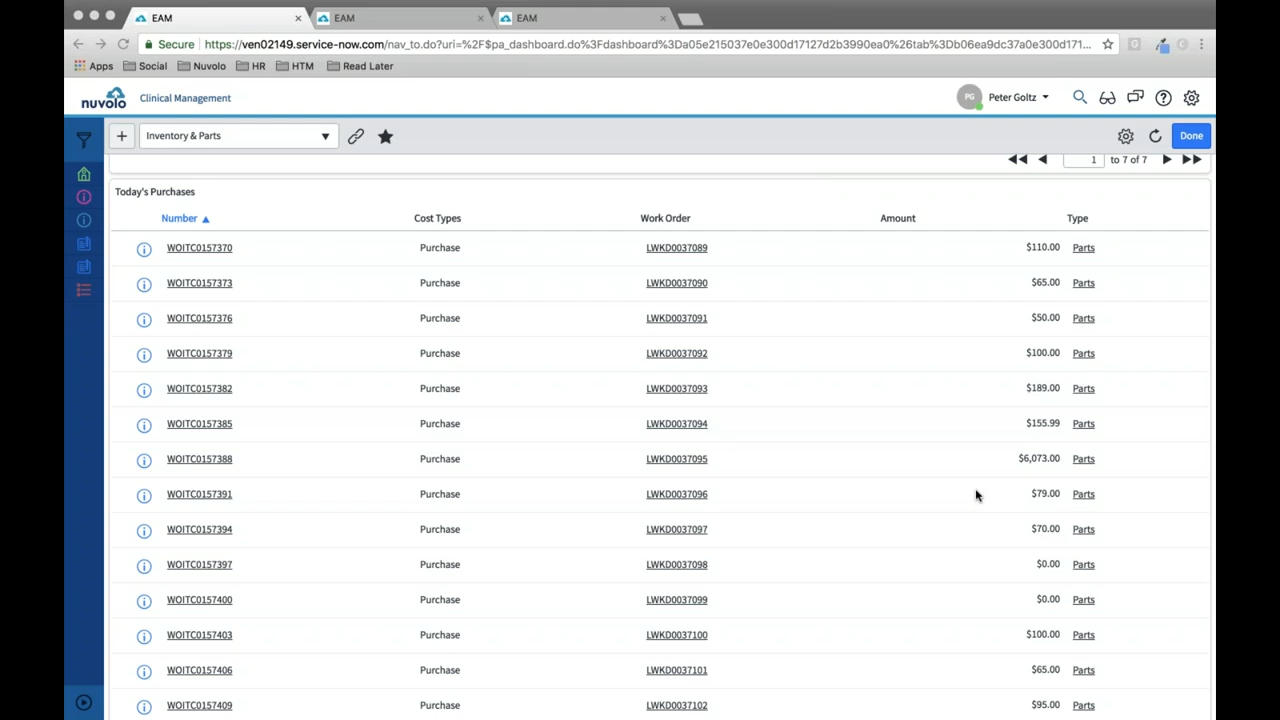 EAM
EAM
EAM
Secure https://ven02149.service-now.com/nav_to.do?uri=%2F$pa_dashboard.do%3Fdashboard%3Da05e215037e0e300d17127d2b3990ea0%26tab%3Db06ea9dc37a0e300d171...
Apps Social Nuvolo HR HTM Read Later
nuvolo Clinical Management PG Peter Goltz
+ Inventory & Parts Done
1 to 7 of 7
Today's Purchases
Number Cost Types Work Order Amount Type
WOITC0157370 Purchase LWKD0037089 $110.00 Parts
WOITC0157373 Purchase LWKD0037090 $65.00 Parts
WOITC0157376 Purchase LWKD0037091 $50.00 Parts
WOITC0157379 Purchase LWKD0037092 $100.00 Parts
WOITC0157382 Purchase LWKD0037093 $189.00 Parts
WOITC0157385 Purchase LWKD0037094 $155.99 Parts
WOITC0157388 Purchase LWKD0037095 $6,073.00 Parts
WOITC0157391 Purchase LWKD0037096 $79.00 Parts
WOITC0157394 Purchase LWKD0037097 $70.00 Parts
WOITC0157397 Purchase LWKD0037098 $0.00 Parts
WOITC0157400 Purchase LWKD0037099 $0.00 Parts
WOITC0157403 Purchase LWKD0037100 $100.00 Parts
WOITC0157406 Purchase LWKD0037101 $65.00 Parts
WOITC0157409 Purchase LWKD0037102 $95.00 Parts